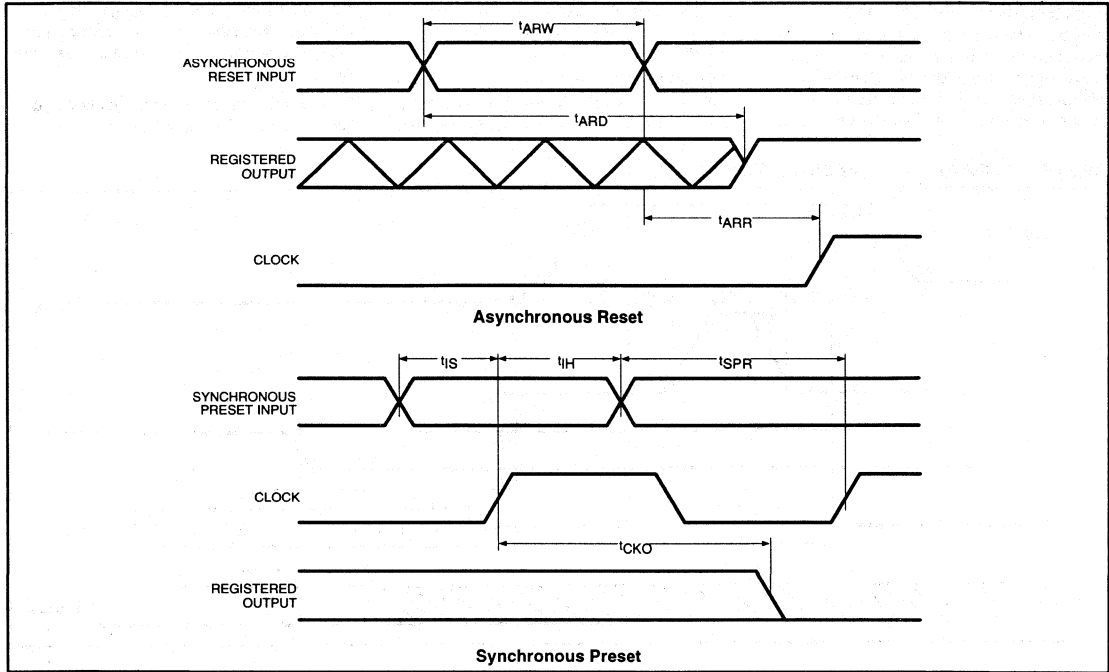 tARW
ASYNCHRONOUS
RESET INPUT
tARD
REGISTERED
OUTPUT
tARR
CLOCK
Asynchronous Reset
tIS
tIH
tSPR
SYNCHRONOUS
PRESET INPUT
CLOCK
tCKO
REGISTERED
OUTPUT
Synchronous Preset